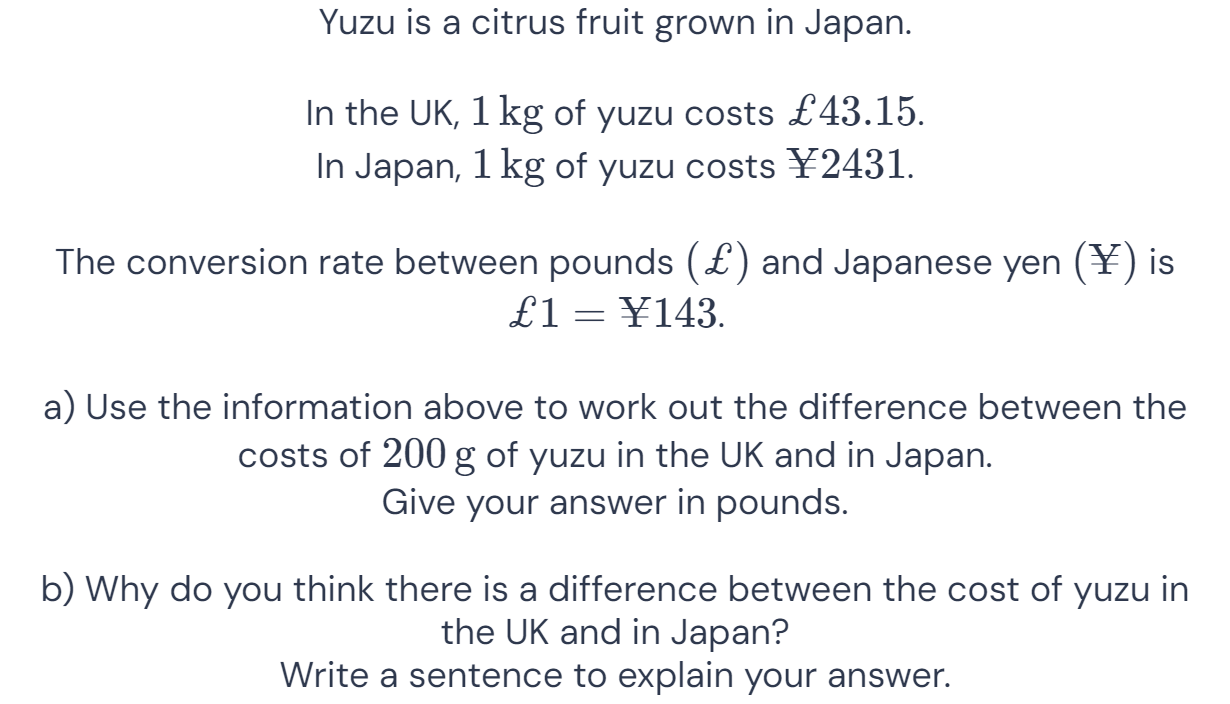 Yuzu is a citrus fruit grown in Japan.
In the UK, 1 kg of yuzu costs £43.15.
In Japan, 1 kg of yuzu costs ¥2431.
The conversion rate between pounds (£) and Japanese yen (¥) is
£1 = ¥143.
a) Use the information above to work out the difference between the
costs of 200 g of yuzu in the UK and in Japan.
Give your answer in pounds.
b) Why do you think there is a difference between the cost of yuzu in
the UK and in Japan?
Write a sentence to explain your answer.